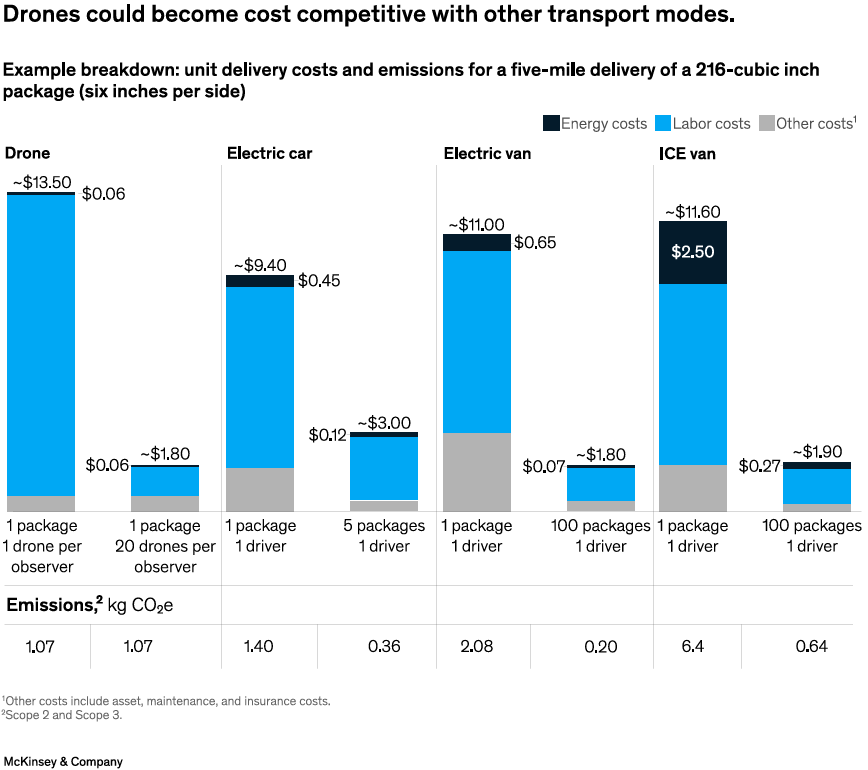 Drones could become cost competitive with other transport modes.
Example breakdown: unit delivery costs and emissions for a five-mile delivery of a 216-cubic inch
package (six inches per side)
Energy costs Labor costs Other costs¹
Drone Electric car Electric van ICE van
~$13.50
$0.06
$0.06
~$1.80
~$9.40
$0.45
$0.12
~$3.00
~$11.00
$0.65
$0.07
~$1.80
~$11.60
$2.50
$0.27
~$1.90
1 package
1 drone per
observer
1 package
20 drones per
observer
1 package
1 driver
5 packages
1 driver
1 package
1 driver
100 packages
1 driver
1 package
1 driver
100 packages
1 driver
Emissions,² kg CO₂e
1.07 1.07 1.40 0.36 2.08 0.20 6.4 0.64
¹Other costs include asset, maintenance, and insurance costs.
²Scope 2 and Scope 3.
McKinsey & Company